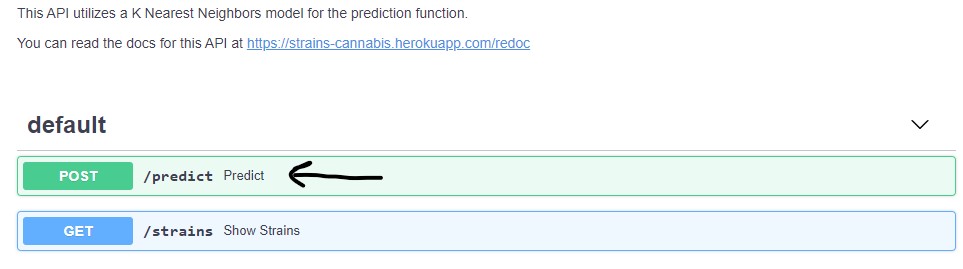 This API utilizes a K Nearest Neighbors model for the prediction function.
You can read the docs for this API at https://strains-cannabis.herokuapp.com/redoc
default
POST /predict Predict
GET /strains Show Strains